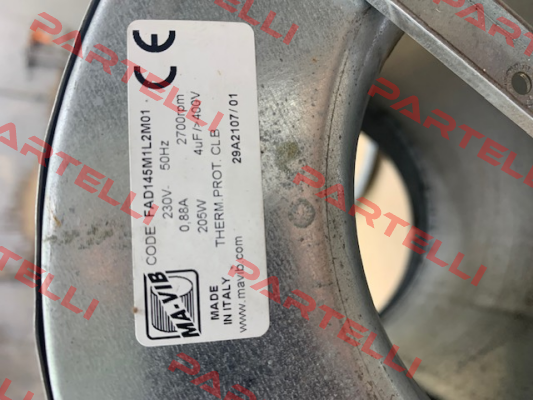 CE
CODE FAD145M1L2M01
230V- 50Hz 2700rpm
0,88A 4uF/~400V
205W
THERM.PROT. CLB
29A2107/01
MA-VIB
MADE
IN ITALY
www.mavib.com
PARTELLI
PARTELLI
PARTELLI
PARTELLI
PARTELLI
PARTELLI